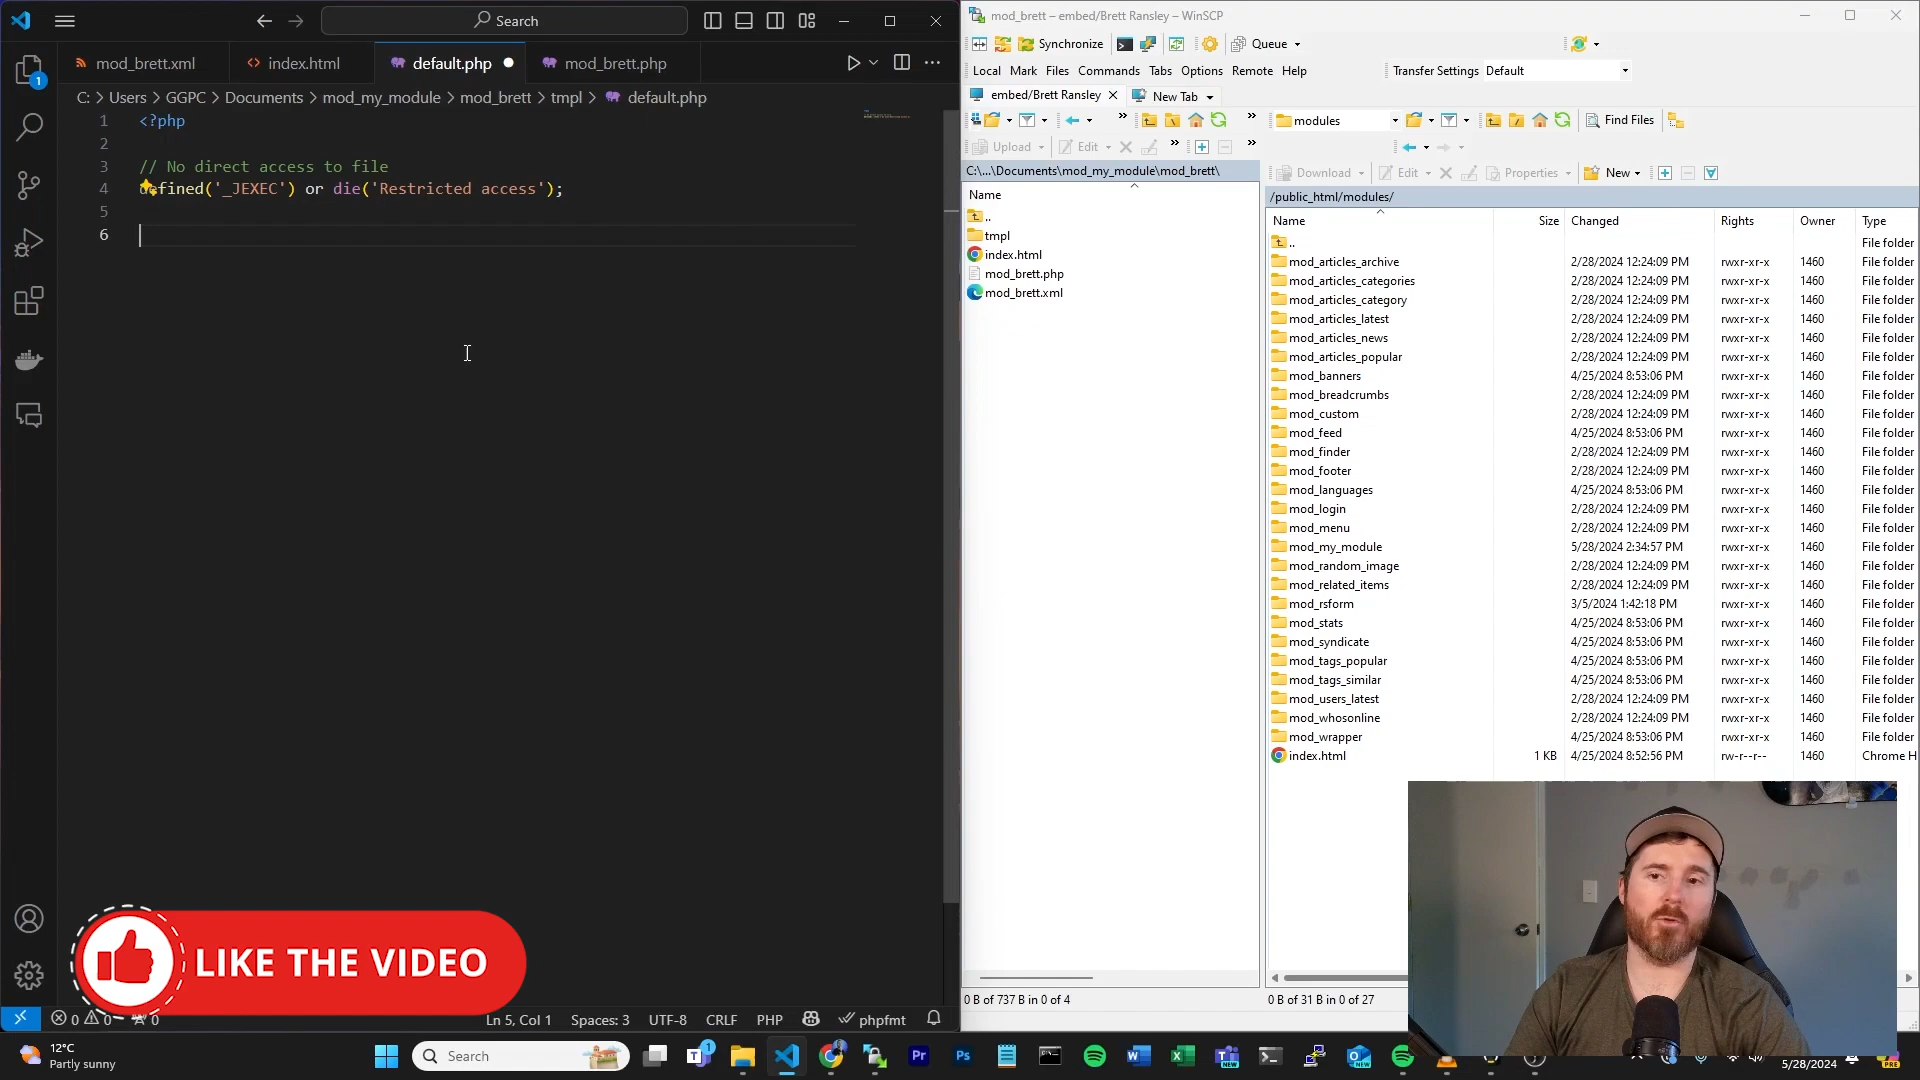 Search
mod_brett.xml
index.html
default.php
mod_brett.php
C: > Users > GGPC > Documents > mod_my_module > mod_brett > tmpl > default.php
1 <?php
2
3 // No direct access to file
4 defined('_JEXEC') or die('Restricted access');
5
6
LIKE THE VIDEO
0 0 0
Ln 5, Col 1
Spaces: 3
UTF-8
CRLF
PHP
phpfmt
mod_brett – embed/Brett Ransley – WinSCP
Synchronize
Queue
Local Mark Files Commands Tabs Options Remote Help
Transfer Settings Default
embed/Brett Ransley
New Tab
modules
Find Files
Upload
Edit
Download
Edit
Properties
New
C:\...\Documents\mod_my_module\mod_brett\
Name
..
tmpl
index.html
mod_brett.php
mod_brett.xml
0 B of 737 B in 0 of 4
/public_html/modules/
Name Size Changed Rights Owner Type
.. File folder
mod_articles_archive 2/28/2024 12:24:09 PM rwxr-xr-x 1460 File folder
mod_articles_categories 2/28/2024 12:24:09 PM rwxr-xr-x 1460 File folder
mod_articles_category 2/28/2024 12:24:09 PM rwxr-xr-x 1460 File folder
mod_articles_latest 2/28/2024 12:24:09 PM rwxr-xr-x 1460 File folder
mod_articles_news 2/28/2024 12:24:09 PM rwxr-xr-x 1460 File folder
mod_articles_popular 2/28/2024 12:24:09 PM rwxr-xr-x 1460 File folder
mod_banners 4/25/2024 8:53:06 PM rwxr-xr-x 1460 File folder
mod_breadcrumbs 2/28/2024 12:24:09 PM rwxr-xr-x 1460 File folder
mod_custom 2/28/2024 12:24:09 PM rwxr-xr-x 1460 File folder
mod_feed 4/25/2024 8:53:06 PM rwxr-xr-x 1460 File folder
mod_finder 2/28/2024 12:24:09 PM rwxr-xr-x 1460 File folder
mod_footer 2/28/2024 12:24:09 PM rwxr-xr-x 1460 File folder
mod_languages 4/25/2024 8:53:06 PM rwxr-xr-x 1460 File folder
mod_login 2/28/2024 12:24:09 PM rwxr-xr-x 1460 File folder
mod_menu 2/28/2024 12:24:09 PM rwxr-xr-x 1460 File folder
mod_my_module 5/28/2024 2:34:57 PM rwxr-xr-x 1460 File folder
mod_random_image 2/28/2024 12:24:09 PM rwxr-xr-x 1460 File folder
mod_related_items 2/28/2024 12:24:09 PM rwxr-xr-x 1460 File folder
mod_rsform 3/5/2024 1:42:18 PM rwxr-xr-x 1460 File folder
mod_stats 4/25/2024 8:53:06 PM rwxr-xr-x 1460 File folder
mod_syndicate 4/25/2024 8:53:06 PM rwxr-xr-x 1460 File folder
mod_tags_popular 4/25/2024 8:53:06 PM rwxr-xr-x 1460 File folder
mod_tags_similar 4/25/2024 8:53:06 PM rwxr-xr-x 1460 File folder
mod_users_latest 2/28/2024 12:24:09 PM rwxr-xr-x 1460 File folder
mod_whosonline 2/28/2024 12:24:09 PM rwxr-xr-x 1460 File folder
mod_wrapper 4/25/2024 8:53:06 PM rwxr-xr-x 1460 File folder
index.html 1 KB 4/25/2024 8:52:56 PM rw-r--r-- 1460 Chrome H
0 B of 31 B in 0 of 27
12°C
Partly sunny
Search
5/28/2024